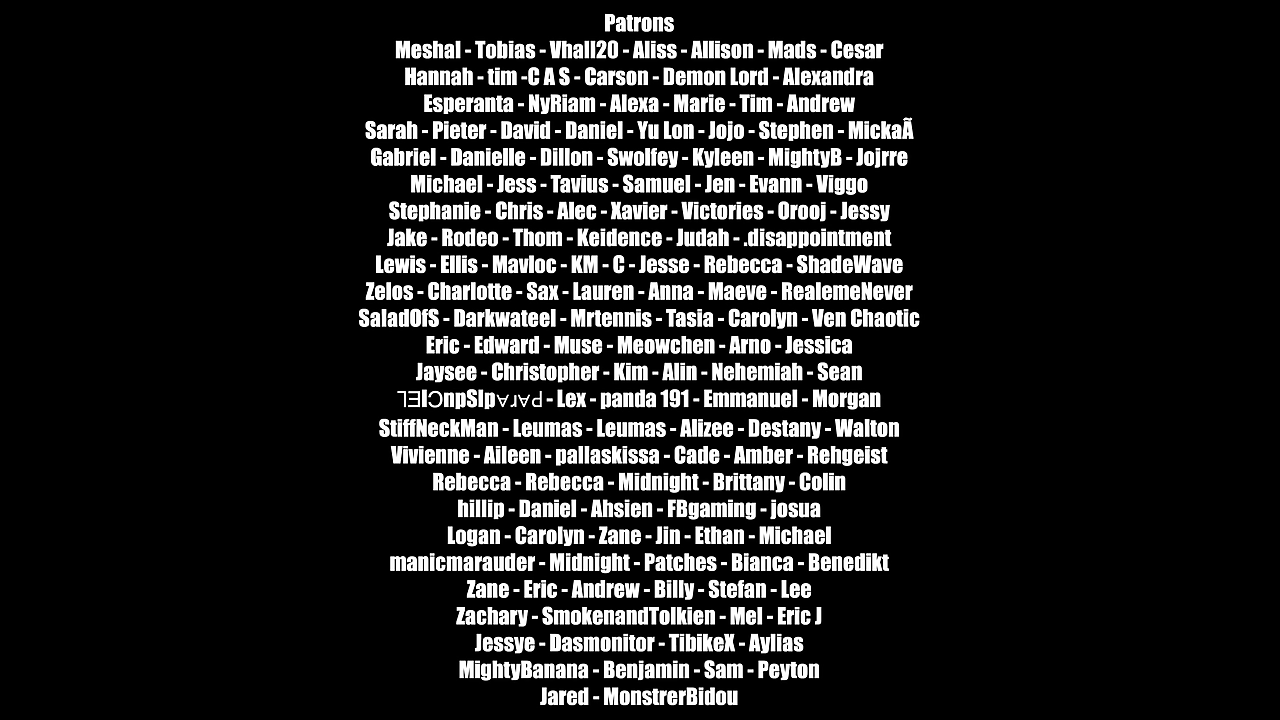 Patrons
Meshal - Tobias - Vhall20 - Aliss - Allison - Mads - Cesar
Hannah - tim -C A S - Carson - Demon Lord - Alexandra
Esperanta - NyRiam - Alexa - Marie - Tim - Andrew
Sarah - Pieter - David - Daniel - Yu Lon - Jojo - Stephen - MickaÃ
Gabriel - Danielle - Dillon - Swolfey - Kyleen - MightyB - Jojrre
Michael - Jess - Tavius - Samuel - Jen - Evann - Viggo
Stephanie - Chris - Alec - Xavier - Victories - Orooj - Jessy
Jake - Rodeo - Thom - Keidence - Judah - .disappointment
Lewis - Ellis - Mavloc - KM - C - Jesse - Rebecca - ShadeWave
Zelos - Charlotte - Sax - Lauren - Anna - Maeve - RealemeNever
SaladOfS - Darkwateel - Mrtennis - Tasia - Carolyn - Ven Chaotic
Eric - Edward - Muse - Meowchen - Arno - Jessica
Jaysee - Christopher - Kim - Alin - Nehemiah - Sean
⅂ƎIƆnpSIp∀ɹ∀d - Lex - panda 191 - Emmanuel - Morgan
StiffNeckMan - Leumas - Leumas - Alizee - Destany - Walton
Vivienne - Aileen - pallaskissa - Cade - Amber - Rehgeist
Rebecca - Rebecca - Midnight - Brittany - Colin
hillip - Daniel - Ahsien - FBgaming - josua
Logan - Carolyn - Zane - Jin - Ethan - Michael
manicmarauder - Midnight - Patches - Bianca - Benedikt
Zane - Eric - Andrew - Billy - Stefan - Lee
Zachary - SmokenandTolkien - Mel - Eric J
Jessye - Dasmonitor - TibikeX - Aylias
MightyBanana - Benjamin - Sam - Peyton
Jared - MonstrerBidou